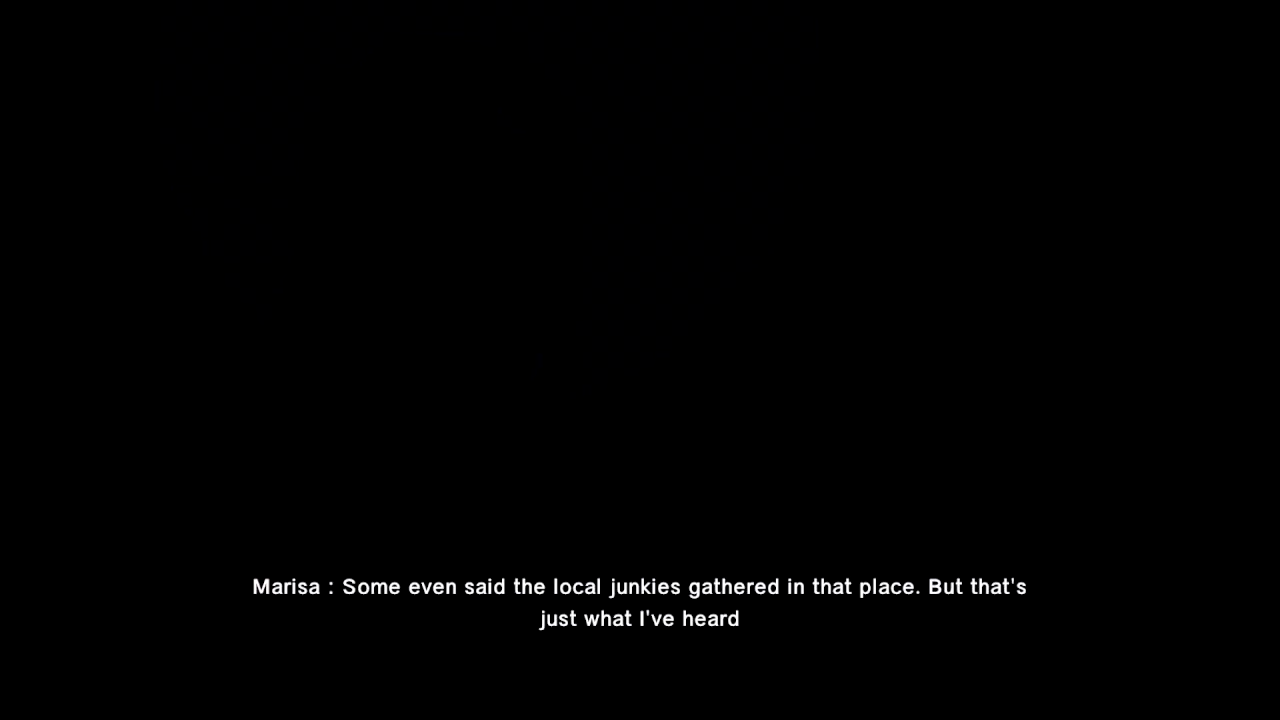 Marisa : Some even said the local junkies gathered in that place. But that's
just what I've heard